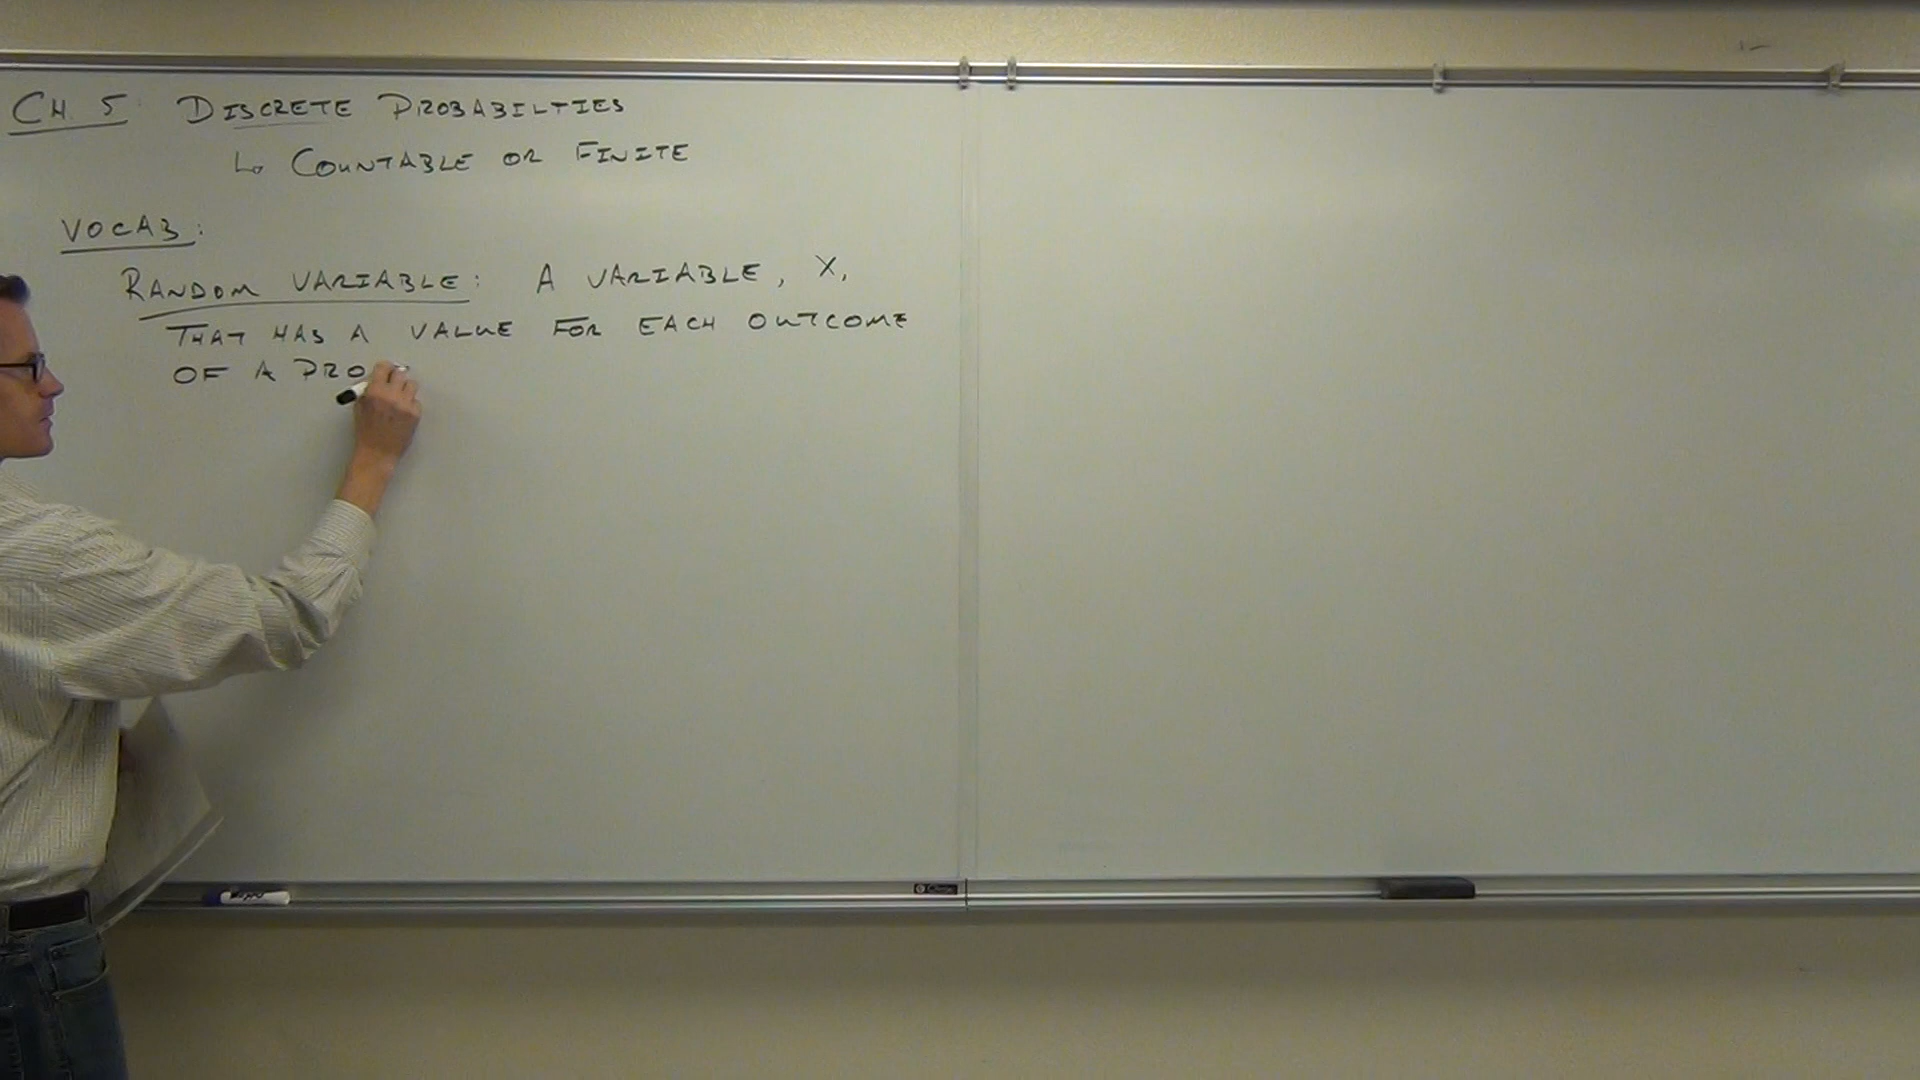 CH 5: DISCRETE PROBABILTIES
↳ COUNTABLE OR FINITE
VOCAB:
RANDOM VARIABLE: A VARIABLE, X,
THAT HAS A VALUE FOR EACH OUTCOME
OF A PRO